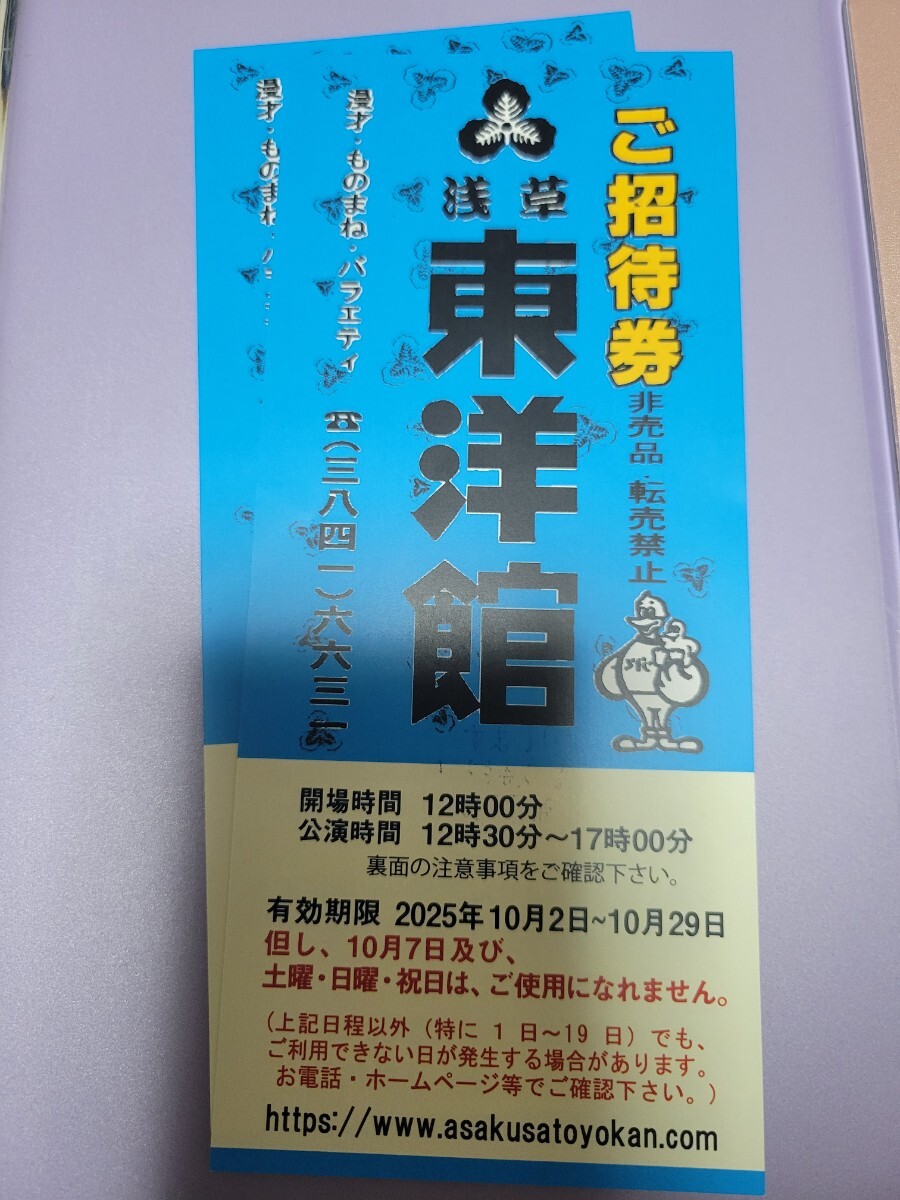 ご招待券
非売品・転売禁止
浅草
東洋館
漫才・ものまね・バラエティ ☎(三八四一)六六三一
漫才・ものまね・バ
開場時間 12時00分
公演時間 12時30分~17時00分
裏面の注意事項をご確認下さい。
有効期限 2025年10月2日~10月29日
但し、10月7日及び、
土曜・日曜・祝日は、ご使用になれません。
(上記日程以外(特に 1 日~19 日)でも、
ご利用できない日が発生する場合があります。
お電話・ホームページ等でご確認下さい。)
https://www.asakusatoyokan.com